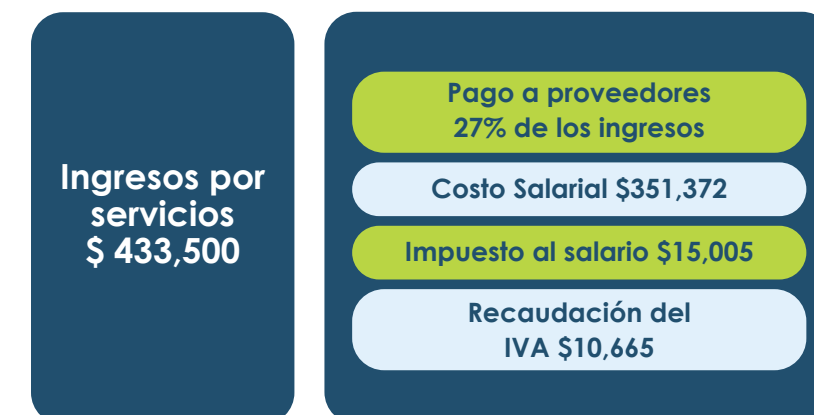 Ingresos por
servicios
$ 433,500
Pago a proveedores
27% de los ingresos
Costo Salarial $351,372
Impuesto al salario $15,005
Recaudación del
IVA $10,665